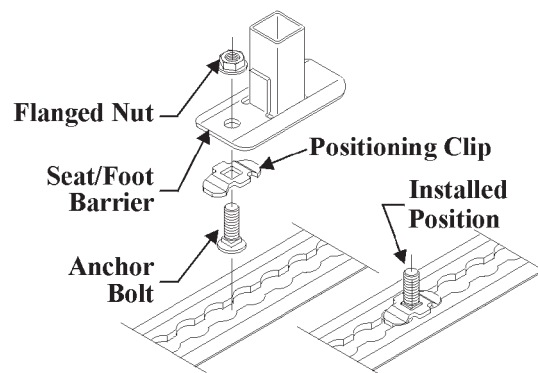 Flanged Nut
Seat/Foot
Barrier
Positioning Clip
Anchor
Bolt
Installed
Position